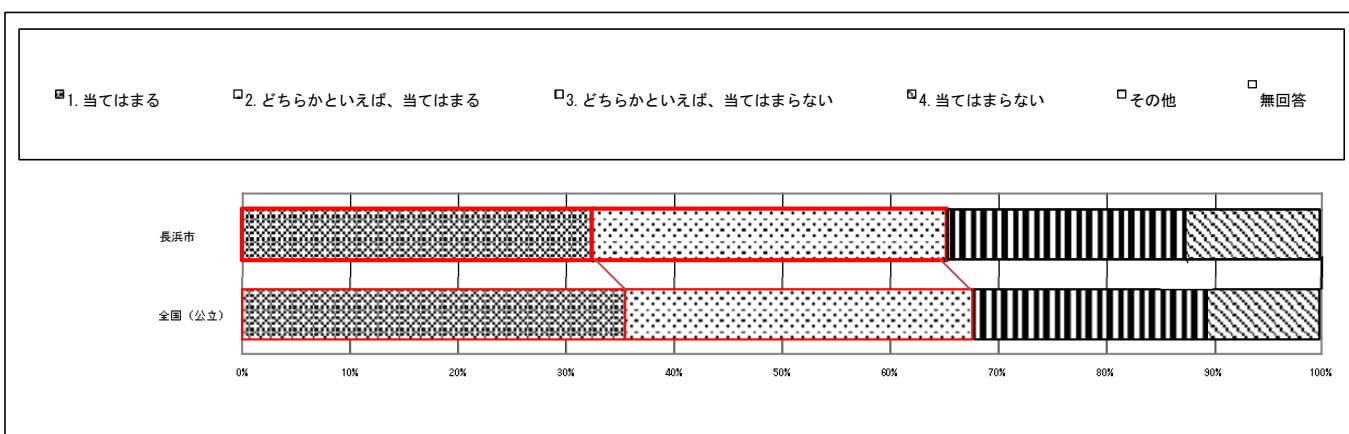 1.当てはまる 2.どちらかといえば、当てはまる 3.どちらかといえば、当てはまらない 4.当てはまらない その他 無回答
長浜市
全国（公立）
0% 10% 20% 30% 40% 50% 60% 70% 80% 90% 100%